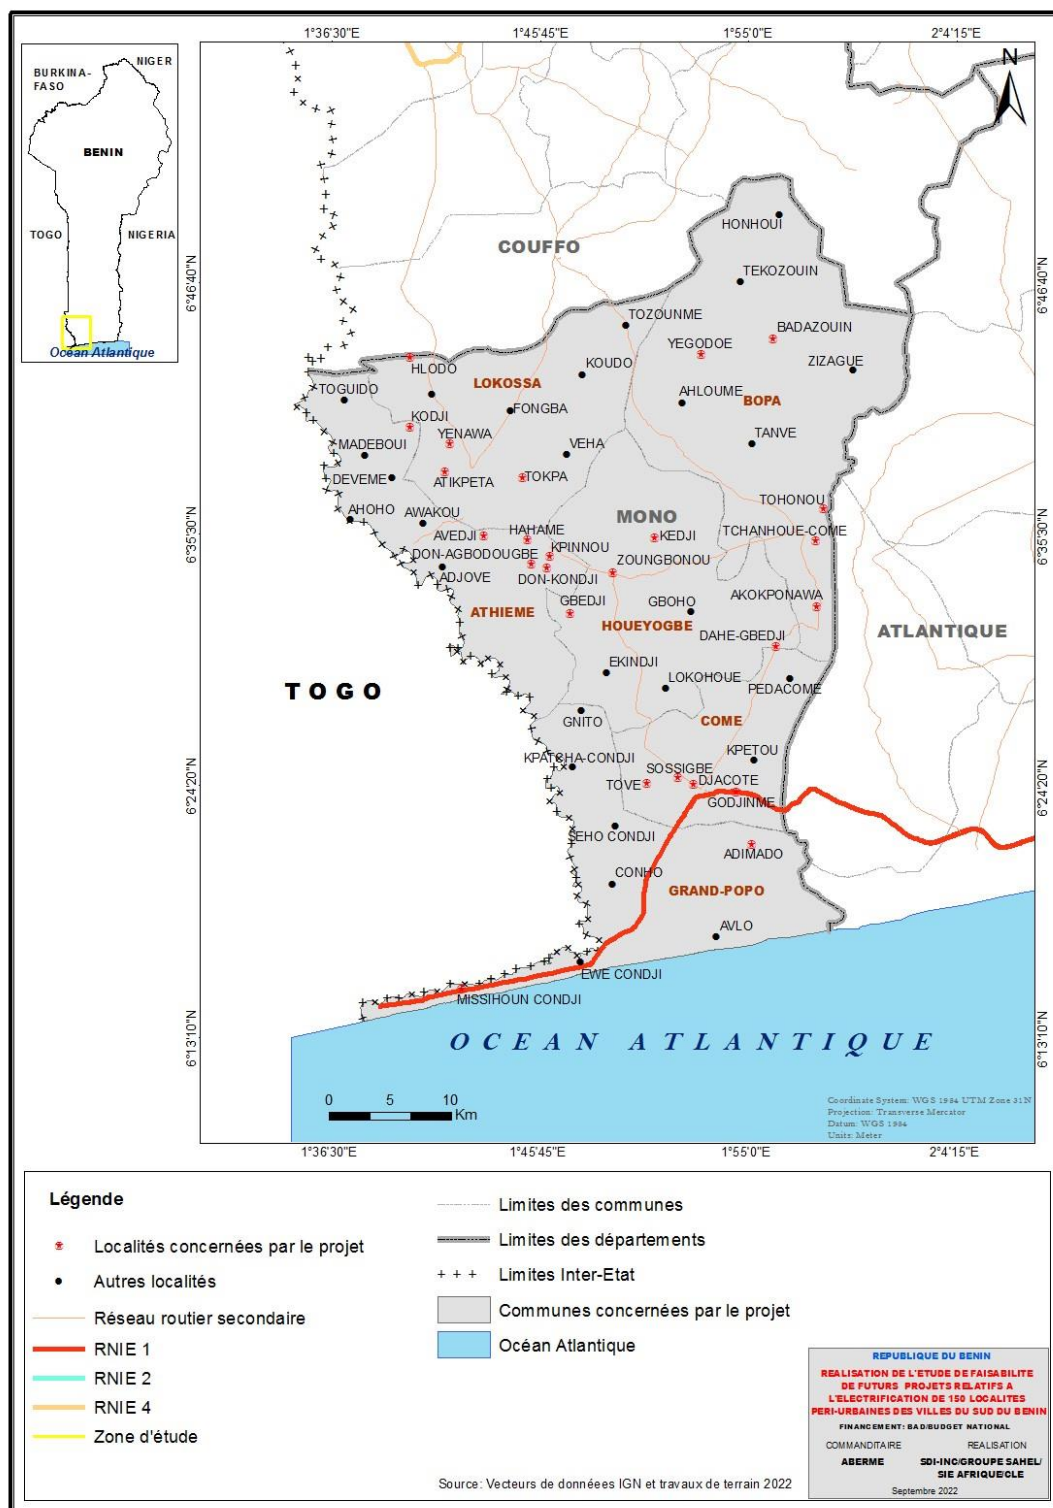 1°36'30"E 1°45'45"E 1°55'0"E 2°4'15"E
N
NIGER
BURKINA-
FASO
BENIN
TOGO
NIGERIA
Océan Atlantique
6°46'40"N
6°46'40"N
6°35'30"N
6°35'30"N
6°24'20"N
6°24'20"N
6°13'10"N
6°13'10"N
HONHOUI
COUFFO
TEKOZOUIN
TOZOUNME
BADAZOUIN
YEGODOE
ZIZAGUE
HLODO
KOUDO
LOKOSSA
TOGUIDO
AHLOUME
BOPA
FONGBA
KODJI
YENAWA
TANVE
MADEBOUI
VEHA
DEVEME
ATIKPETA
TOKPA
TOHONOU
AHOHO
AWAKOU
MONO
TCHANHOUE-COME
AVEDJI
HAHAME
KEDJI
DON-AGBODOUGBE
KPINNOU
ZOUNGBONOU
ADJOVE
DON-KONDJI
AKOKPONAWA
GBEDJI
GBOHO
ATHIEME
HOUEYOGBE
ATLANTIQUE
DAHE-GBEDJI
EKINDJI
LOKOHOUE
PEDACOME
TOGO
GNITO
COME
KPATCHA-CONDJI
KPETOU
SOSSIGBE
TOVE
DJACOTE
GODJINME
SEHO CONDJI
ADIMADO
CONHO
GRAND-POPO
AVLO
EWE CONDJI
MISSIHOUN CONDJI
OCEAN ATLANTIQUE
0 5 10
Km
Coordinate System: WGS 1984 UTM Zone 31N
Projection: Transverse Mercator
Datum: WGS 1984
Units: Meter
1°36'30"E 1°45'45"E 1°55'0"E 2°4'15"E
Légende
Localités concernées par le projet
Autres localités
Réseau routier secondaire
RNIE 1
RNIE 2
RNIE 4
Zone d'étude
Limites des communes
Limites des départements
Limites Inter-Etat
Communes concernées par le projet
Océan Atlantique
Source: Vecteurs de donnéees IGN et travaux de terrain 2022
REPUBLIQUE DU BENIN
REALISATION DE L'ETUDE DE FAISABILITE
DE FUTURS PROJETS RELATIFS A
L'ELECTRIFICATION DE 150 LOCALITES
PERI-URBAINES DES VILLES DU SUD DU BENIN
FINANCEMENT: BAD/BUDGET NATIONAL
COMMANDITAIRE REALISATION
ABERME SDI-INC/GROUPE SAHEL/
SIE AFRIQUE/CLE
Septembre 2022